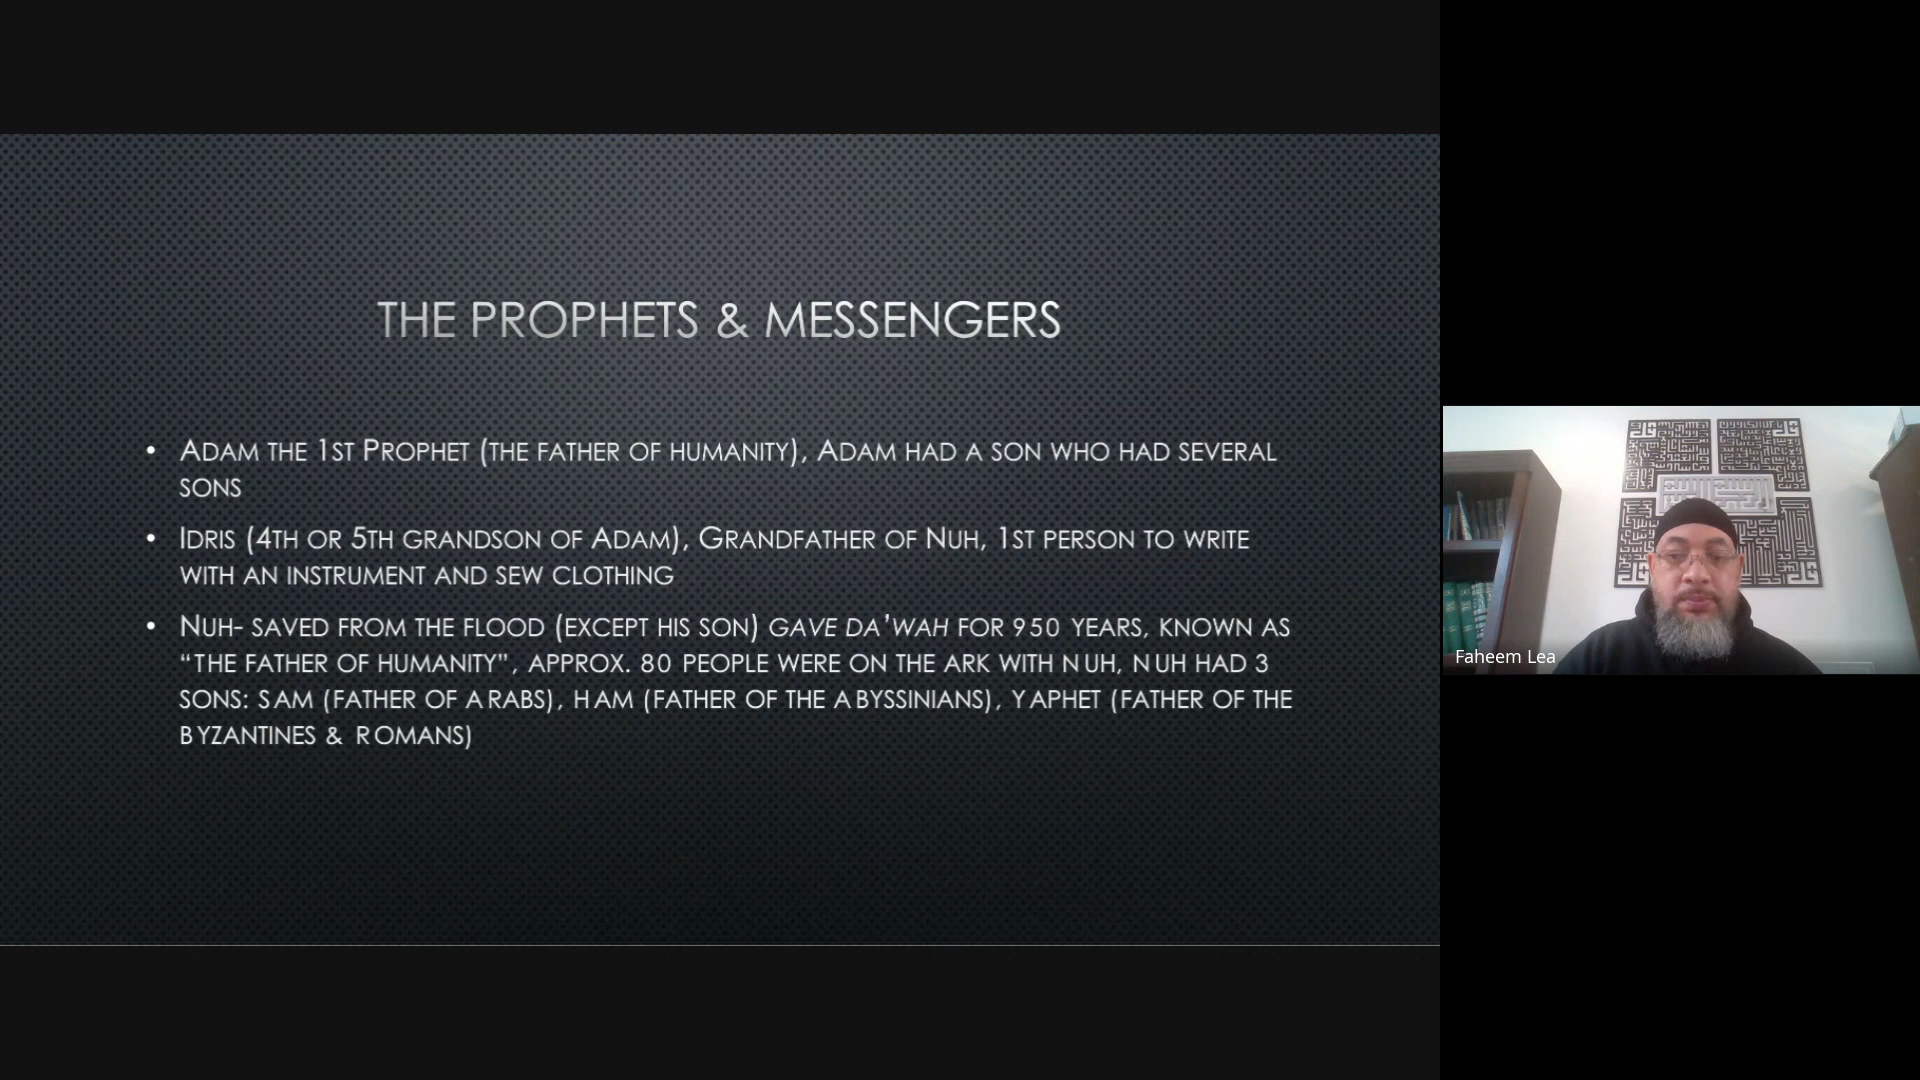 THE PROPHETS & MESSENGERS
• ADAM THE 1ST PROPHET (THE FATHER OF HUMANITY), ADAM HAD A SON WHO HAD SEVERAL
SONS
• IDRIS (4TH OR 5TH GRANDSON OF ADAM), GRANDFATHER OF NUH, 1ST PERSON TO WRITE
WITH AN INSTRUMENT AND SEW CLOTHING
• NUH- SAVED FROM THE FLOOD (EXCEPT HIS SON) GAVE DA'WAH FOR 950 YEARS, KNOWN AS
“THE FATHER OF HUMANITY”, APPROX. 80 PEOPLE WERE ON THE ARK WITH NUH, NUH HAD 3
SONS: SAM (FATHER OF ARABS), HAM (FATHER OF THE ABYSSINIANS), YAPHET (FATHER OF THE
BYZANTINES & ROMANS)
Faheem Lea